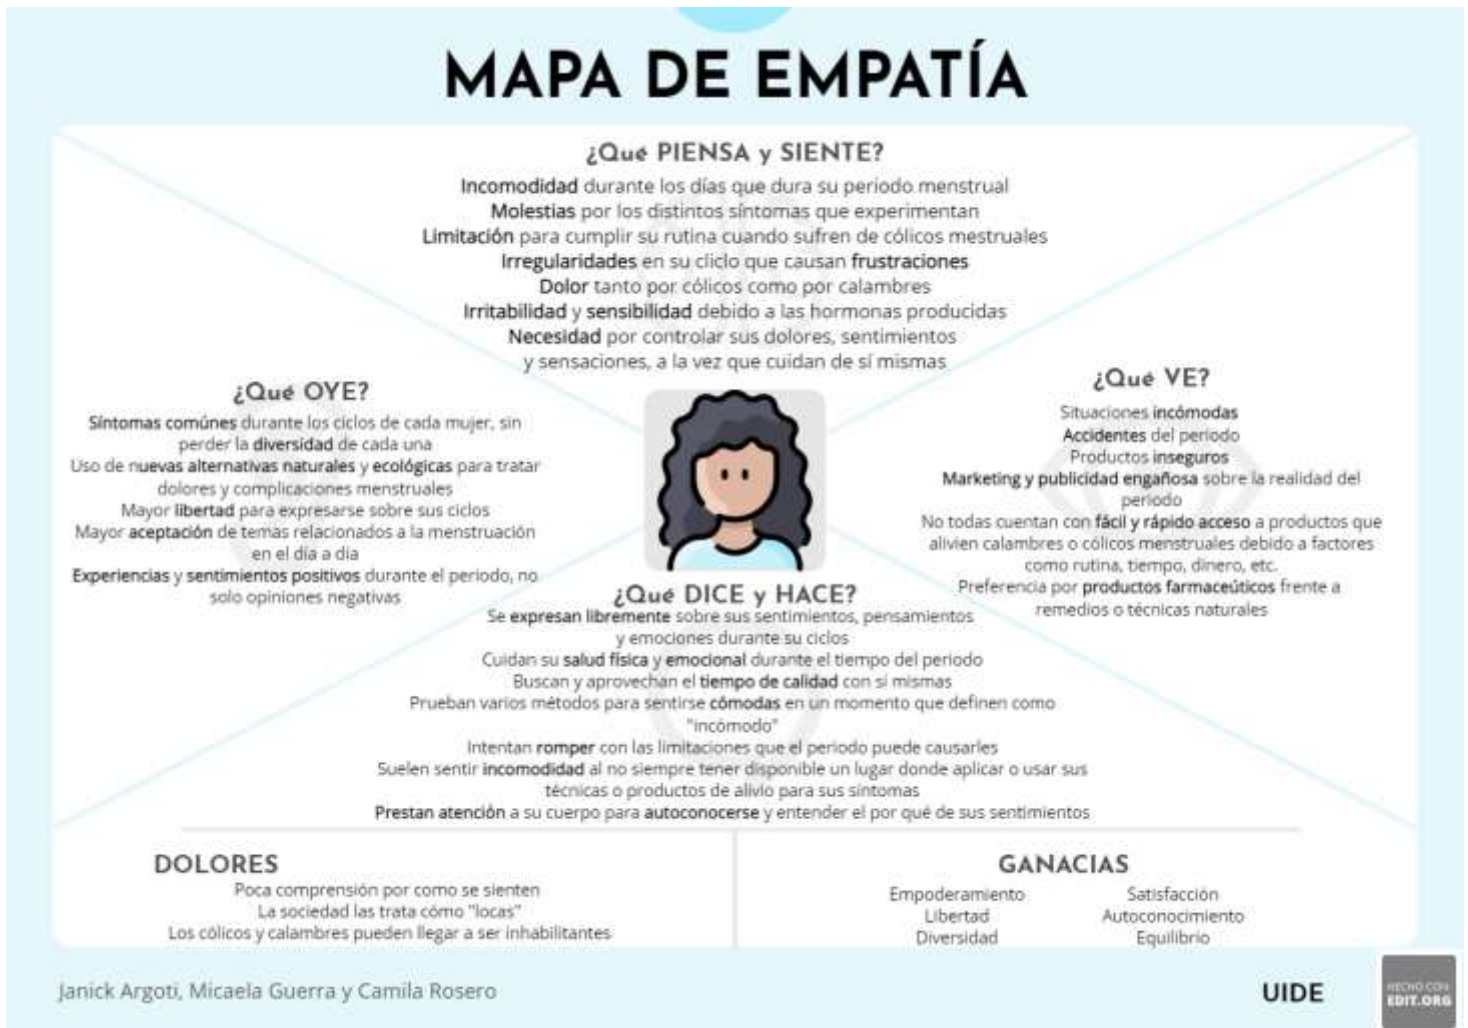 MAPA DE EMPATÍA
¿Qué PIENSA y SIENTE?
Incomodidad durante los días que dura su periodo menstrual
Molestias por los distintos síntomas que experimentan
Limitación para cumplir su rutina cuando sufren de cólicos mestruales
Irregularidades en su cliclo que causan frustraciones
Dolor tanto por cólicos como por calambres
Irritabilidad y sensibilidad debido a las hormonas producidas
Necesidad por controlar sus dolores, sentimientos
y sensaciones, a la vez que cuidan de sí mismas
¿Qué OYE?
Síntomas comúnes durante los ciclos de cada mujer, sin
perder la diversidad de cada una
Uso de nuevas alternativas naturales y ecológicas para tratar
dolores y complicaciones menstruales
Mayor libertad para expresarse sobre sus ciclos
Mayor aceptación de temas relacionados a la menstruación
en el día a dia
Experiencias y sentimientos positivos durante el periodo, no
solo opiniones negativas
¿Qué VE?
Situaciones incómodas
Accidentes del periodo
Productos inseguros
Marketing y publicidad engañosa sobre la realidad del
periodo
No todas cuentan con fácil y rápido acceso a productos que
alivien calambres o cólicos menstruales debido a factores
como rutina, tiempo, dinero, etc.
Preferencia por productos farmaceúticos frente a
remedios o técnicas naturales
¿Qué DICE y HACE?
Se expresan libremente sobre sus sentimientos, pensamientos
y emociones durante su ciclos
Cuidan su salud física y emocional durante el tiempo del periodo
Buscan y aprovechan el tiempo de calidad con sí mismas
Prueban varios métodos para sentirse cómodas en un momento que definen como
"incómodo"
Intentan romper con las limitaciones que el periodo puede causarles
Suelen sentir incomodidad al no siempre tener disponible un lugar donde aplicar o usar sus
técnicas o productos de alivio para sus síntomas
Prestan atención a su cuerpo para autoconocerse y entender el por qué de sus sentimientos
DOLORES
Poca comprensión por como se sienten
La sociedad las trata cómo "locas"
Los cólicos y calambres pueden llegar a ser inhabilitantes
GANACIAS
Empoderamiento
Libertad
Diversidad
Satisfacción
Autoconocimiento
Equilibrio
Janick Argoti, Micaela Guerra y Camila Rosero
UIDE
HECHO CON
EDIT.ORG